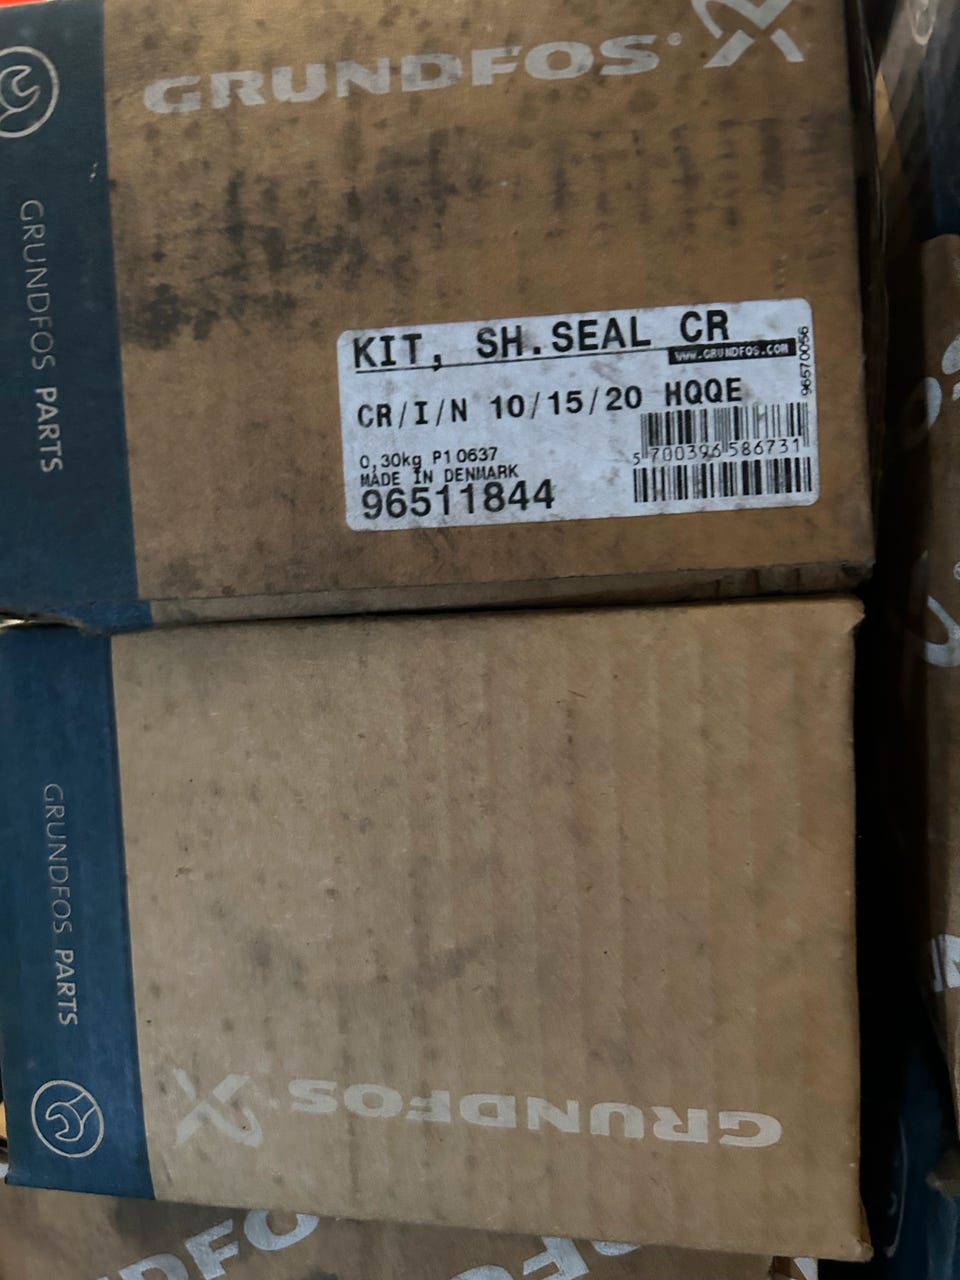 GRUNDFOS
GRUNDFOS PARTS
KIT, SH.SEAL CR
www.GRUNDFOS.COM
96570056
CR/I/N 10/15/20 HQQE
0,30kg P1 0637
MADE IN DENMARK
96511844
5 700396 586731
GRUNDFOS PARTS
GRUNDFOS